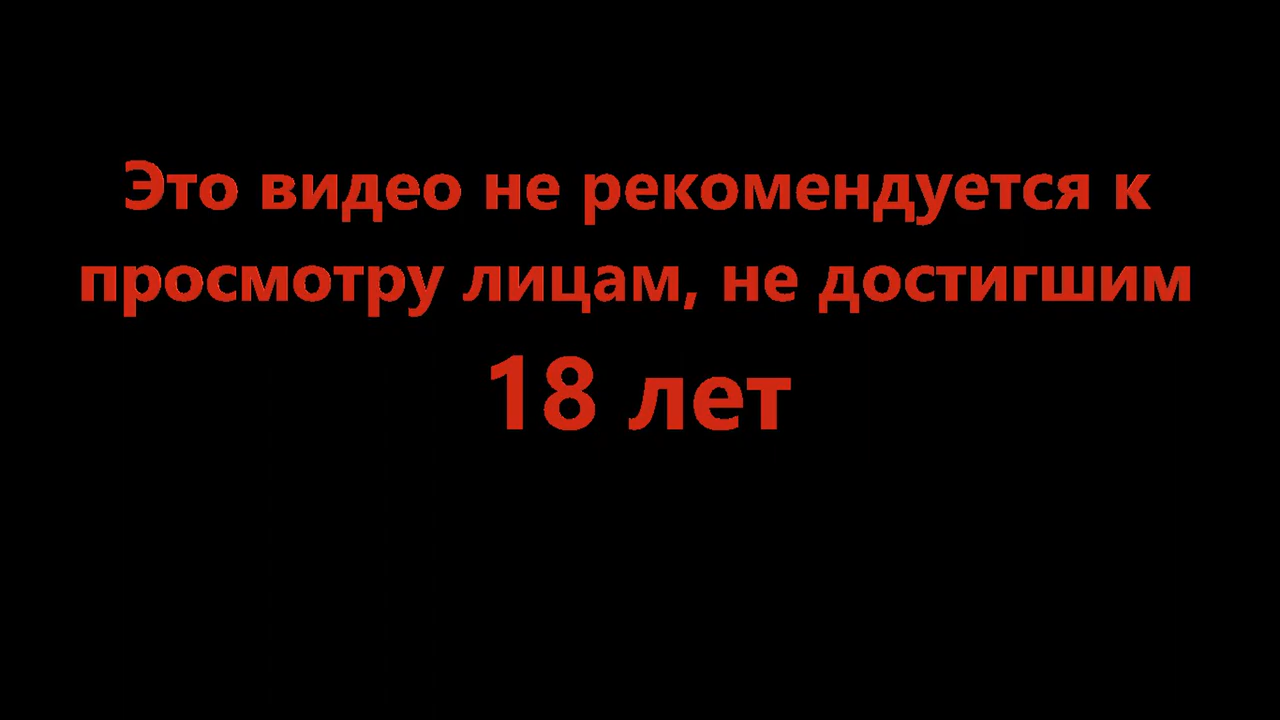 Это видео не рекомендуется к
просмотру лицам, не достигшим
18 лет